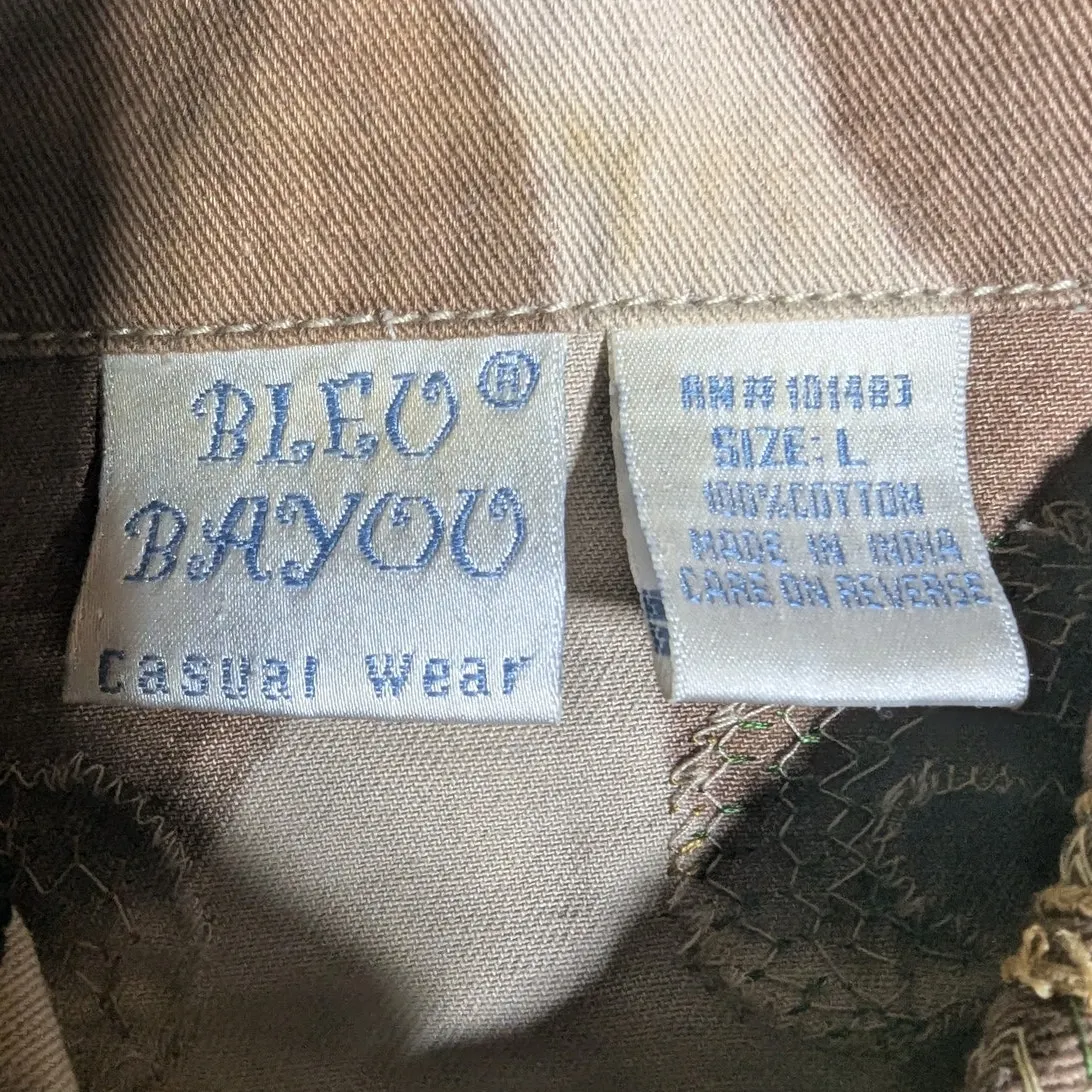 BLEU ®
BAYOU
Casual Wear
RN# 101483
SIZE: L
100%COTTON
MADE IN INDIA
CARE ON REVERSE